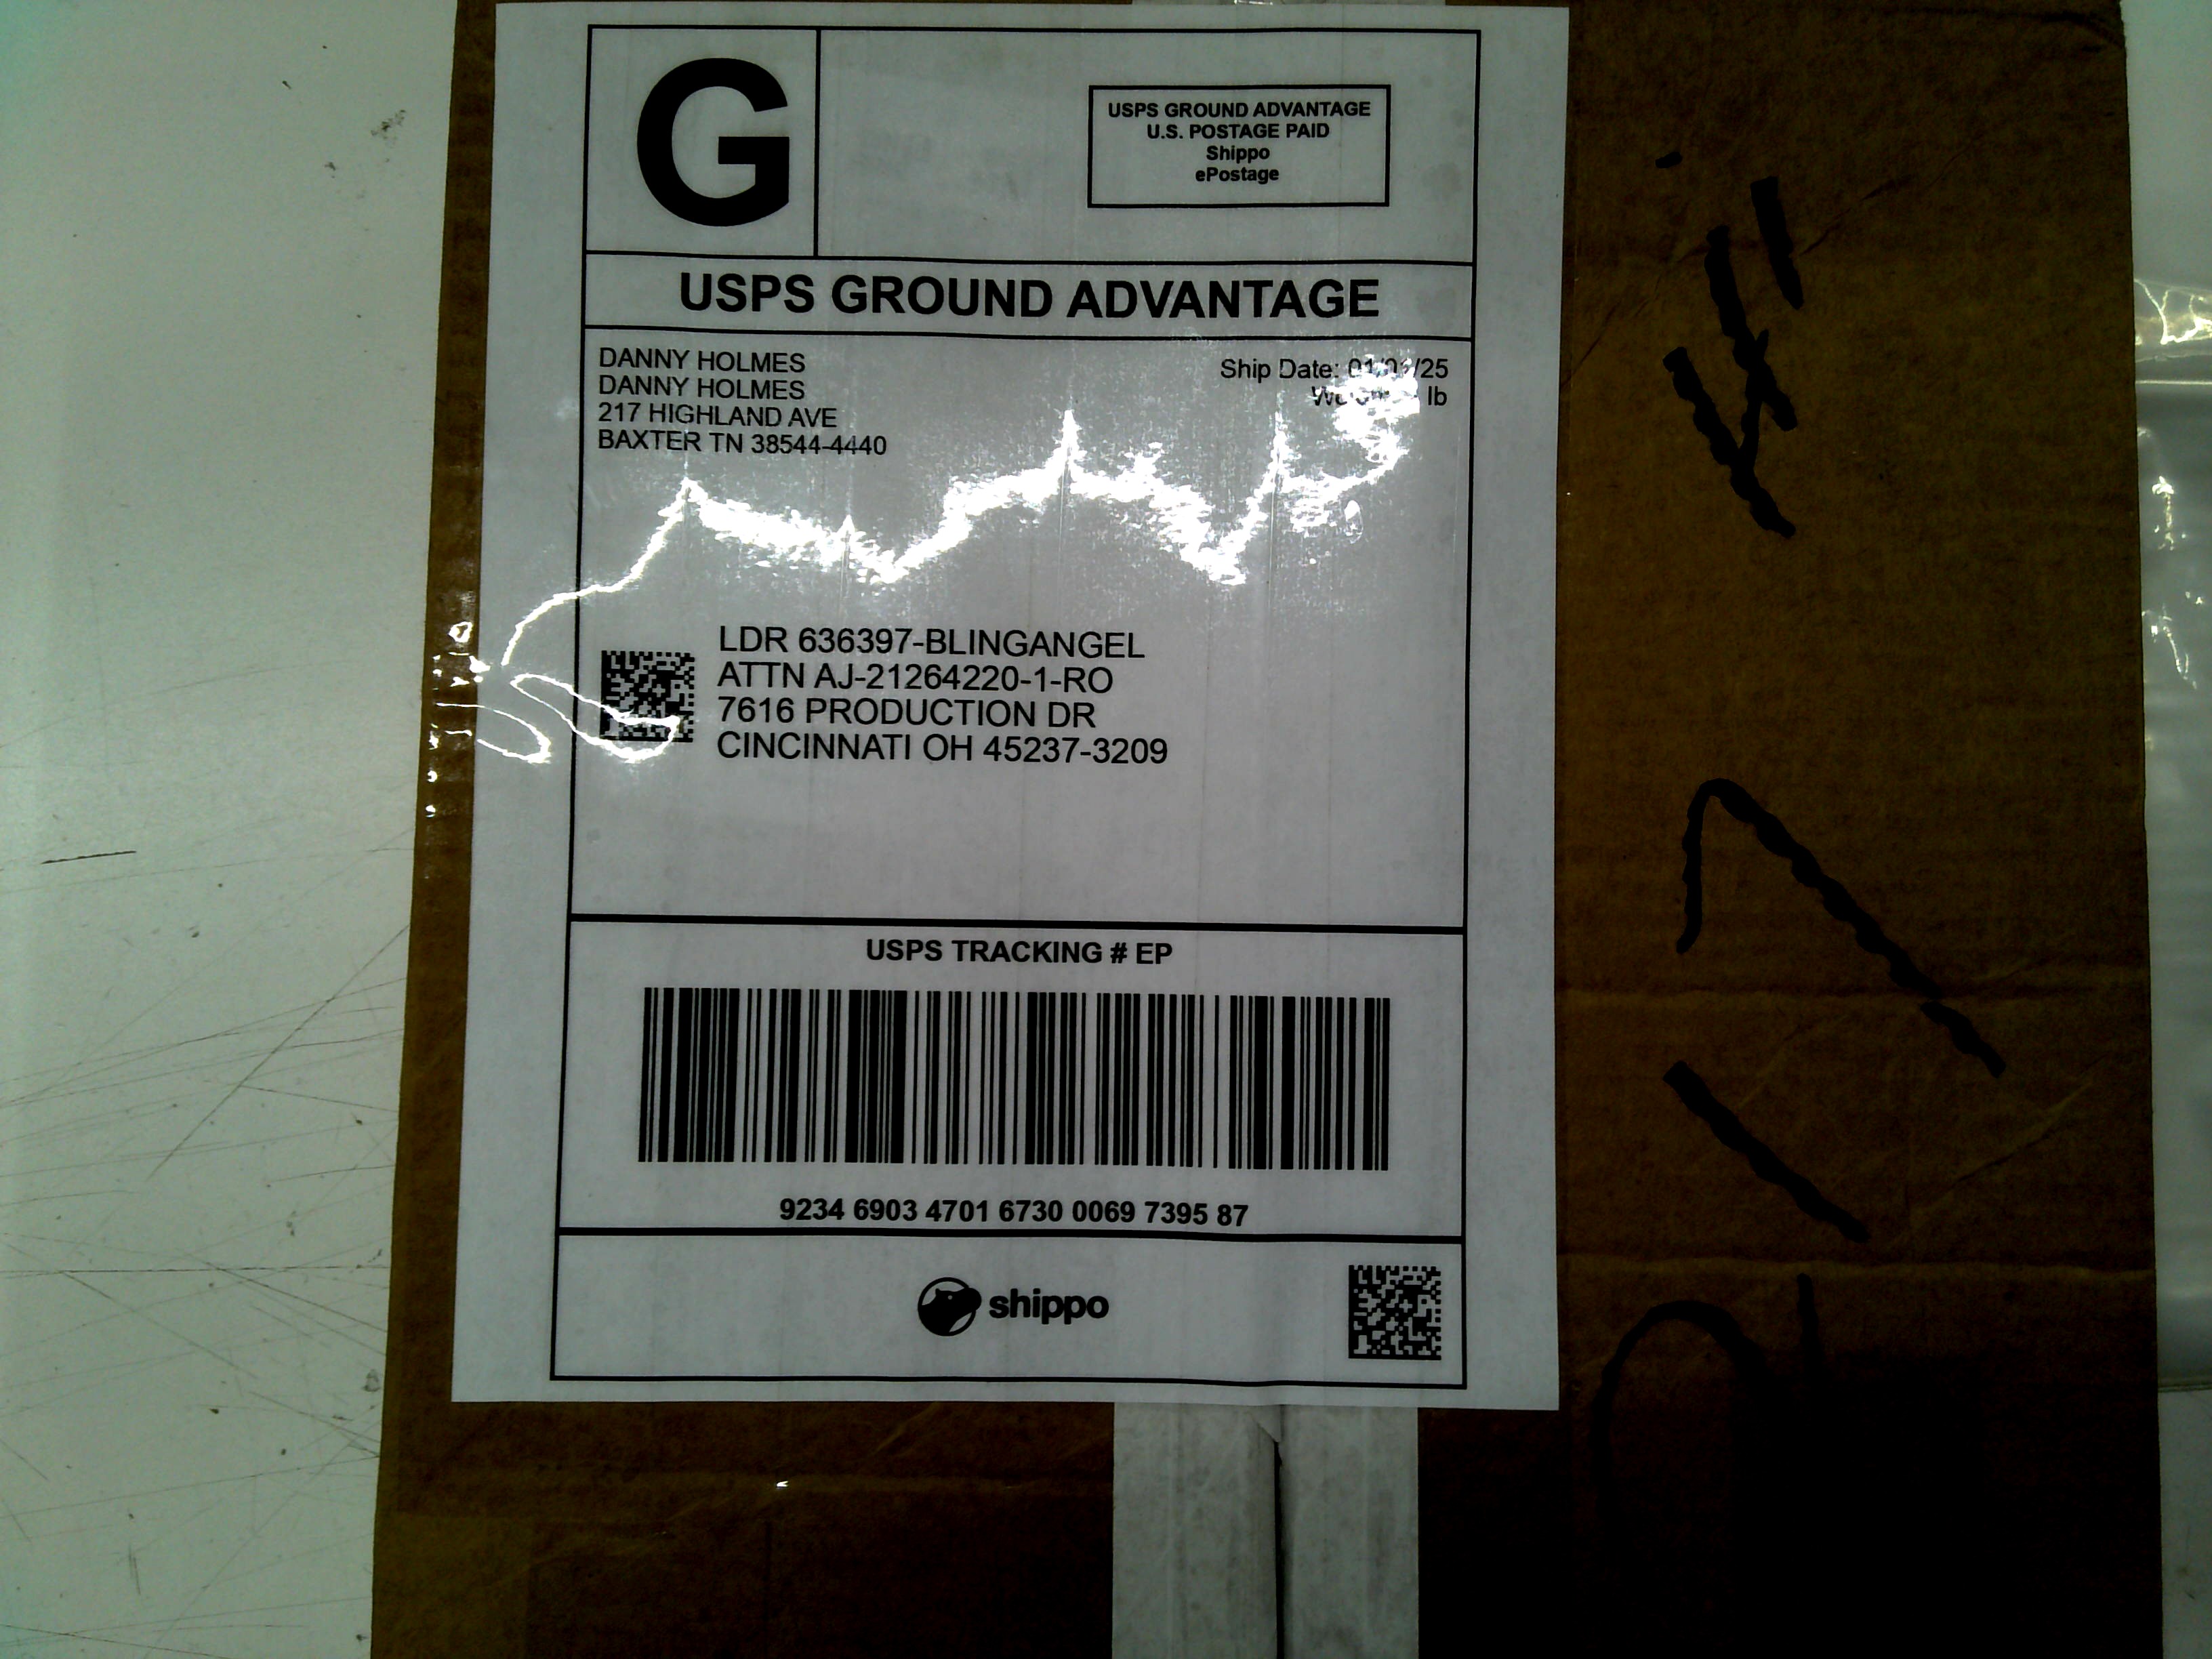 G
USPS GROUND ADVANTAGE
U.S. POSTAGE PAID
Shippo
ePostage
USPS GROUND ADVANTAGE
DANNY HOLMES
DANNY HOLMES
217 HIGHLAND AVE
BAXTER TN 38544-4440
Ship Date:
lb
LDR 636397-BLINGANGEL
ATTN AJ-21264220-1-RO
7616 PRODUCTION DR
CINCINNATI OH 45237-3209
USPS TRACKING # EP
9234 6903 4701 6730 0069 7395 87
shippo